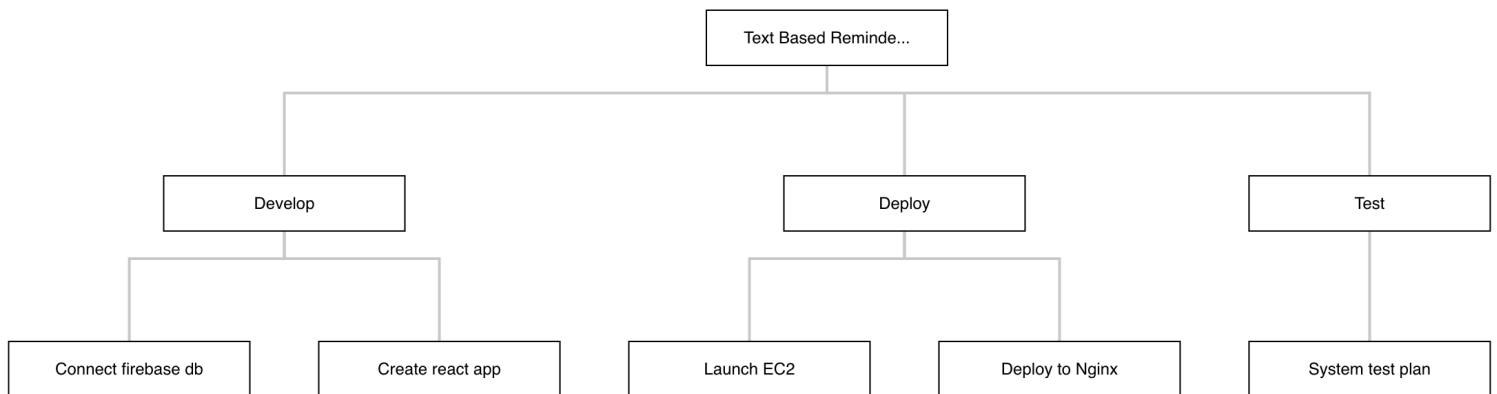 Text Based Reminde...
Develop
Deploy
Test
Connect firebase db
Create react app
Launch EC2
Deploy to Nginx
System test plan